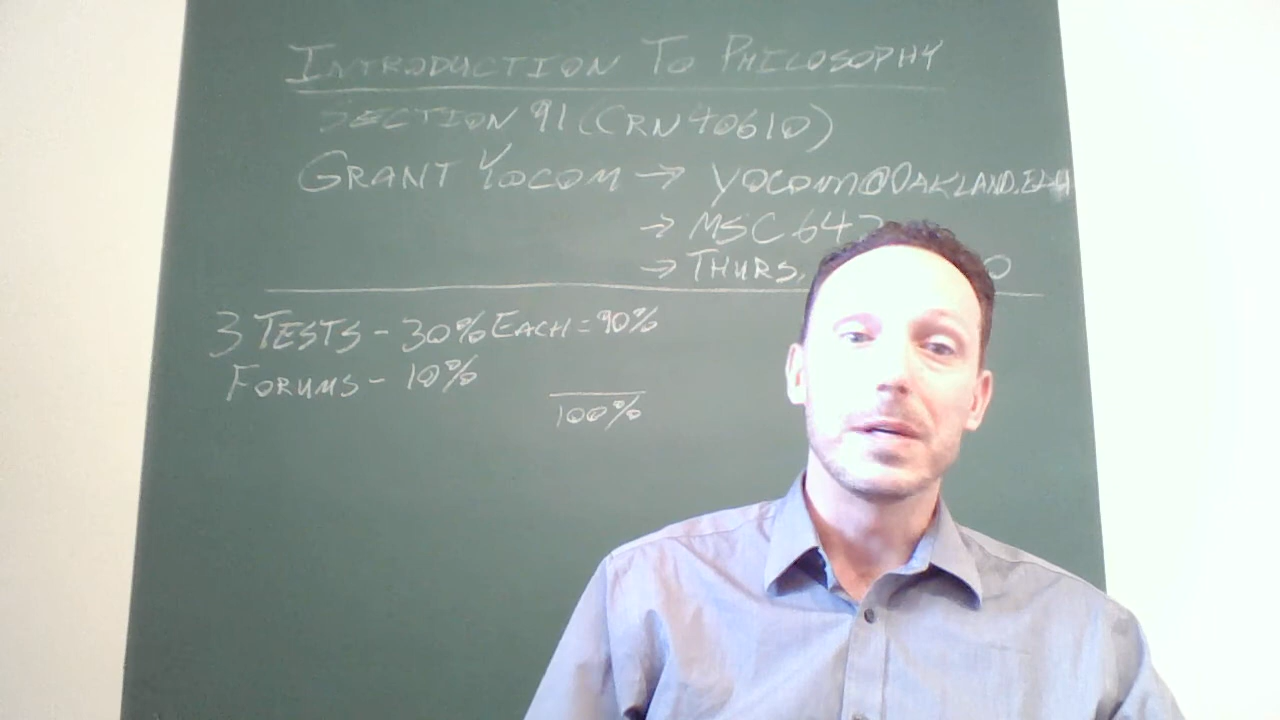 INTRODUCTION TO PHILOSOPHY
SECTION 91 (CRN 40610)
GRANT YOCOM → YOCOM@OAKLAND.EDU
→ MSC 64
→ THURS.
3 TESTS - 30% EACH = 90%
FORUMS - 10%
100%